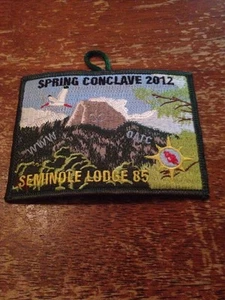 SPRING CONCLAVE 2012
WWW
OATC
SEMINOLE LODGE 85